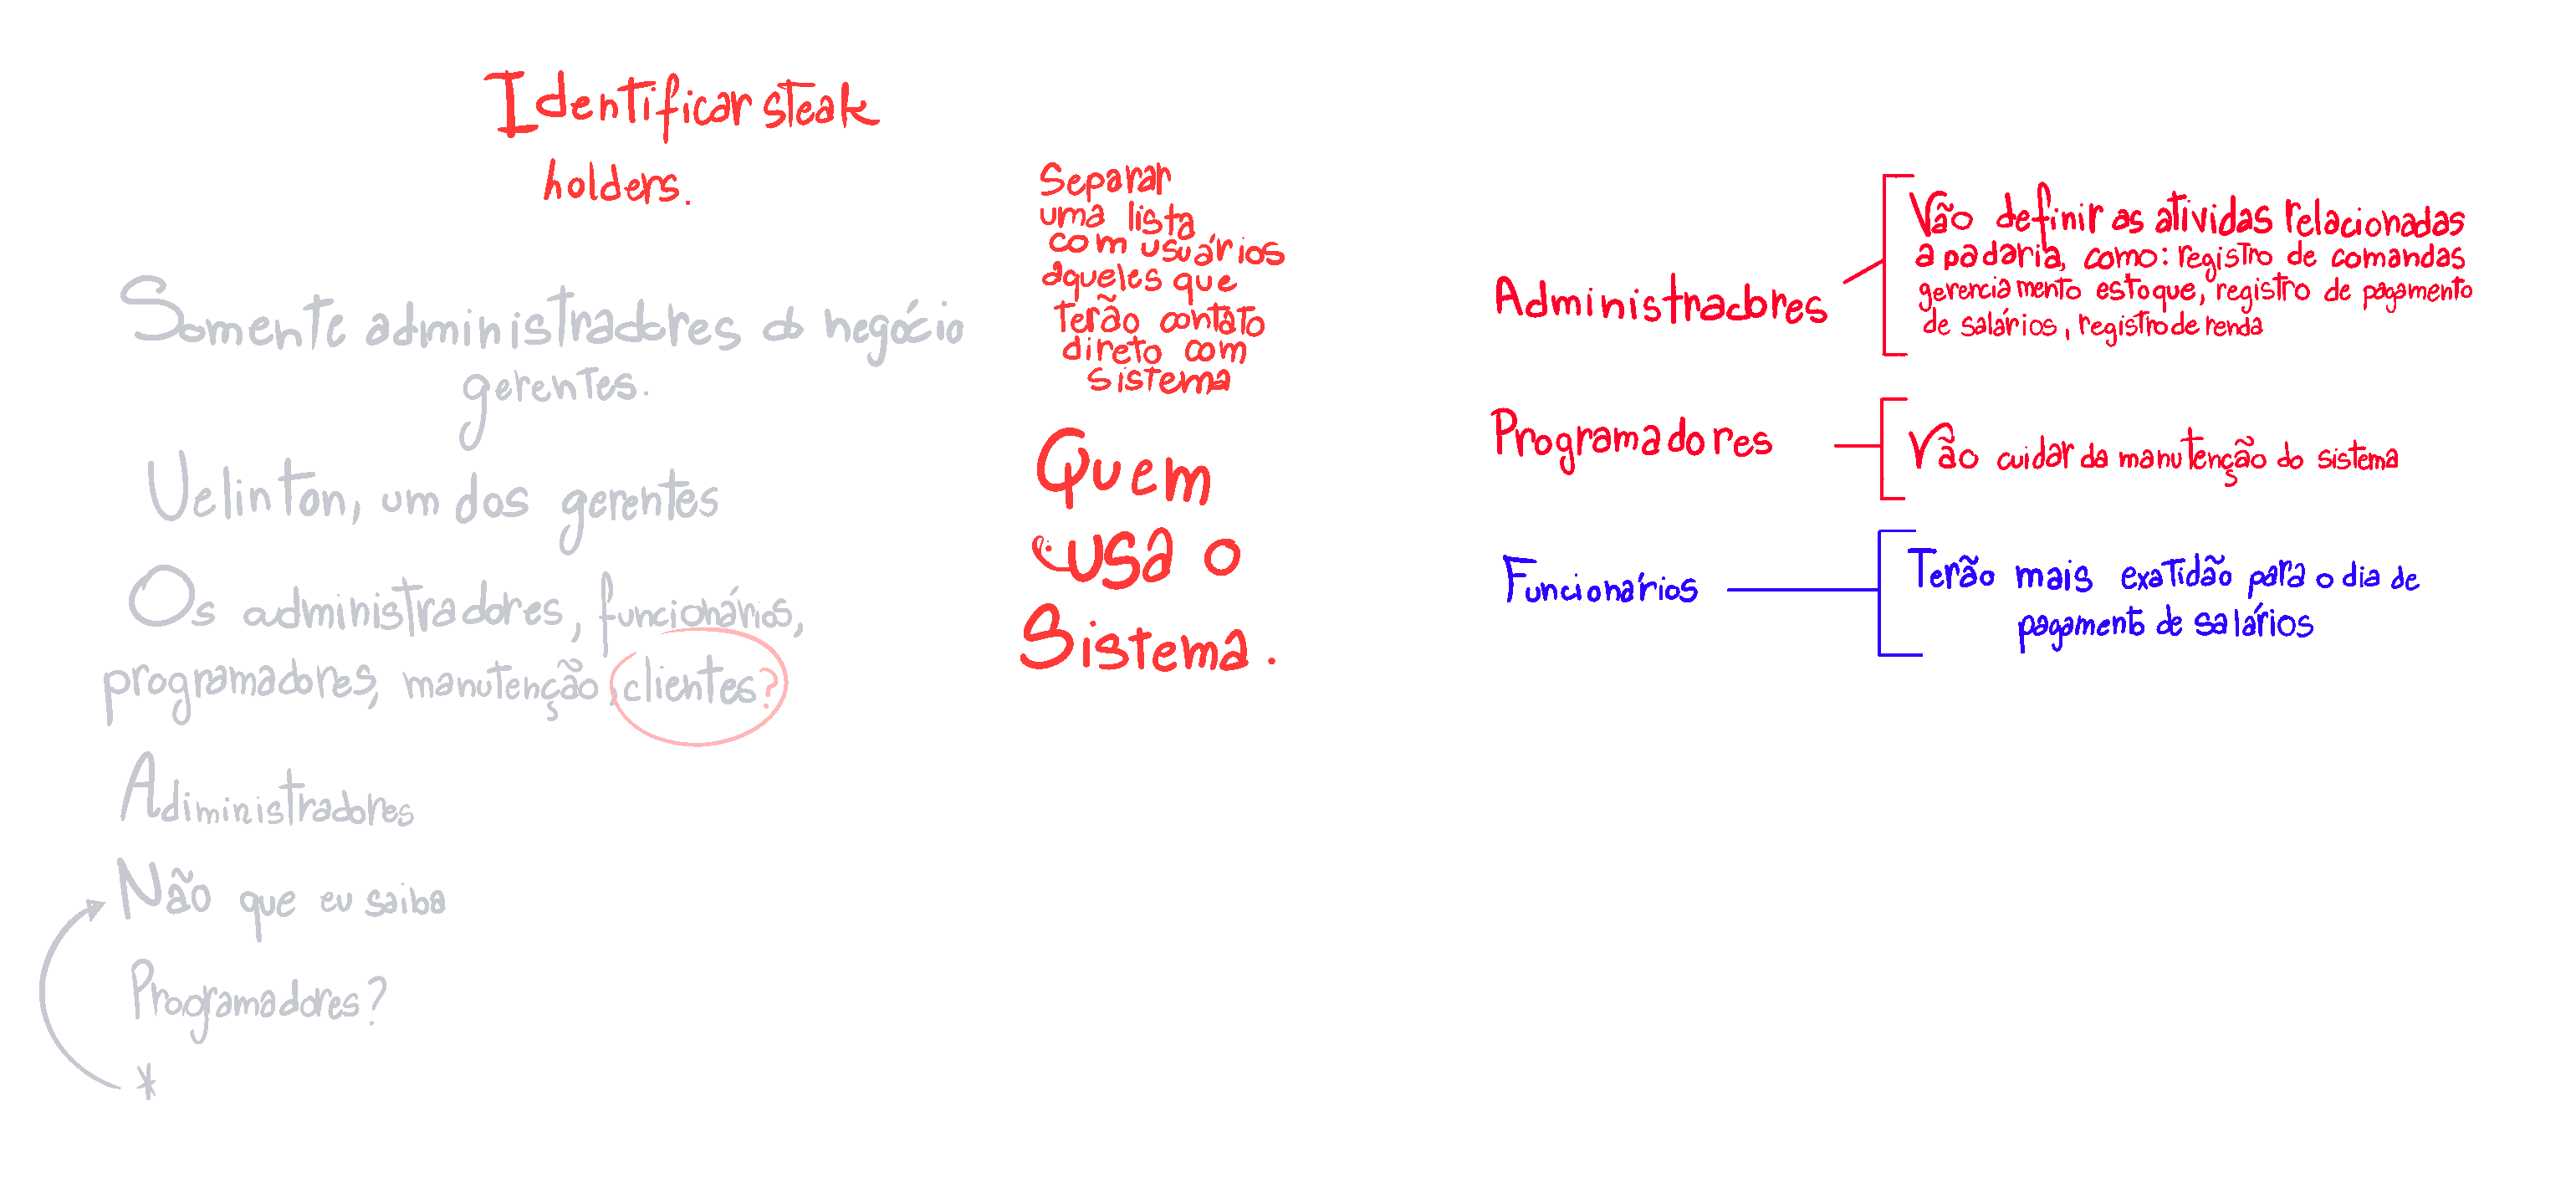 Identificar steak
holders.
Somente administradores do negócio
gerentes.
Uelinton, um dos gerentes
Os administradores, funcionários,
programadores, manutenção, clientes?
Adiministradores
Não que eu saiba
Programadores?
*
Separar
uma lista
com usuários
aqueles que
terão contato
direto com
sistema
Quem
usa o
Sistema.
Administradores
Vão definir as atividas relacionadas
a padaria, como: registro de comandas
gerenciamento estoque, registro de pagamento
de salários, registro de renda
Programadores
Vão cuidar da manutenção do sistema
Funcionários
Terão mais exatidão para o dia de
pagamento de salários